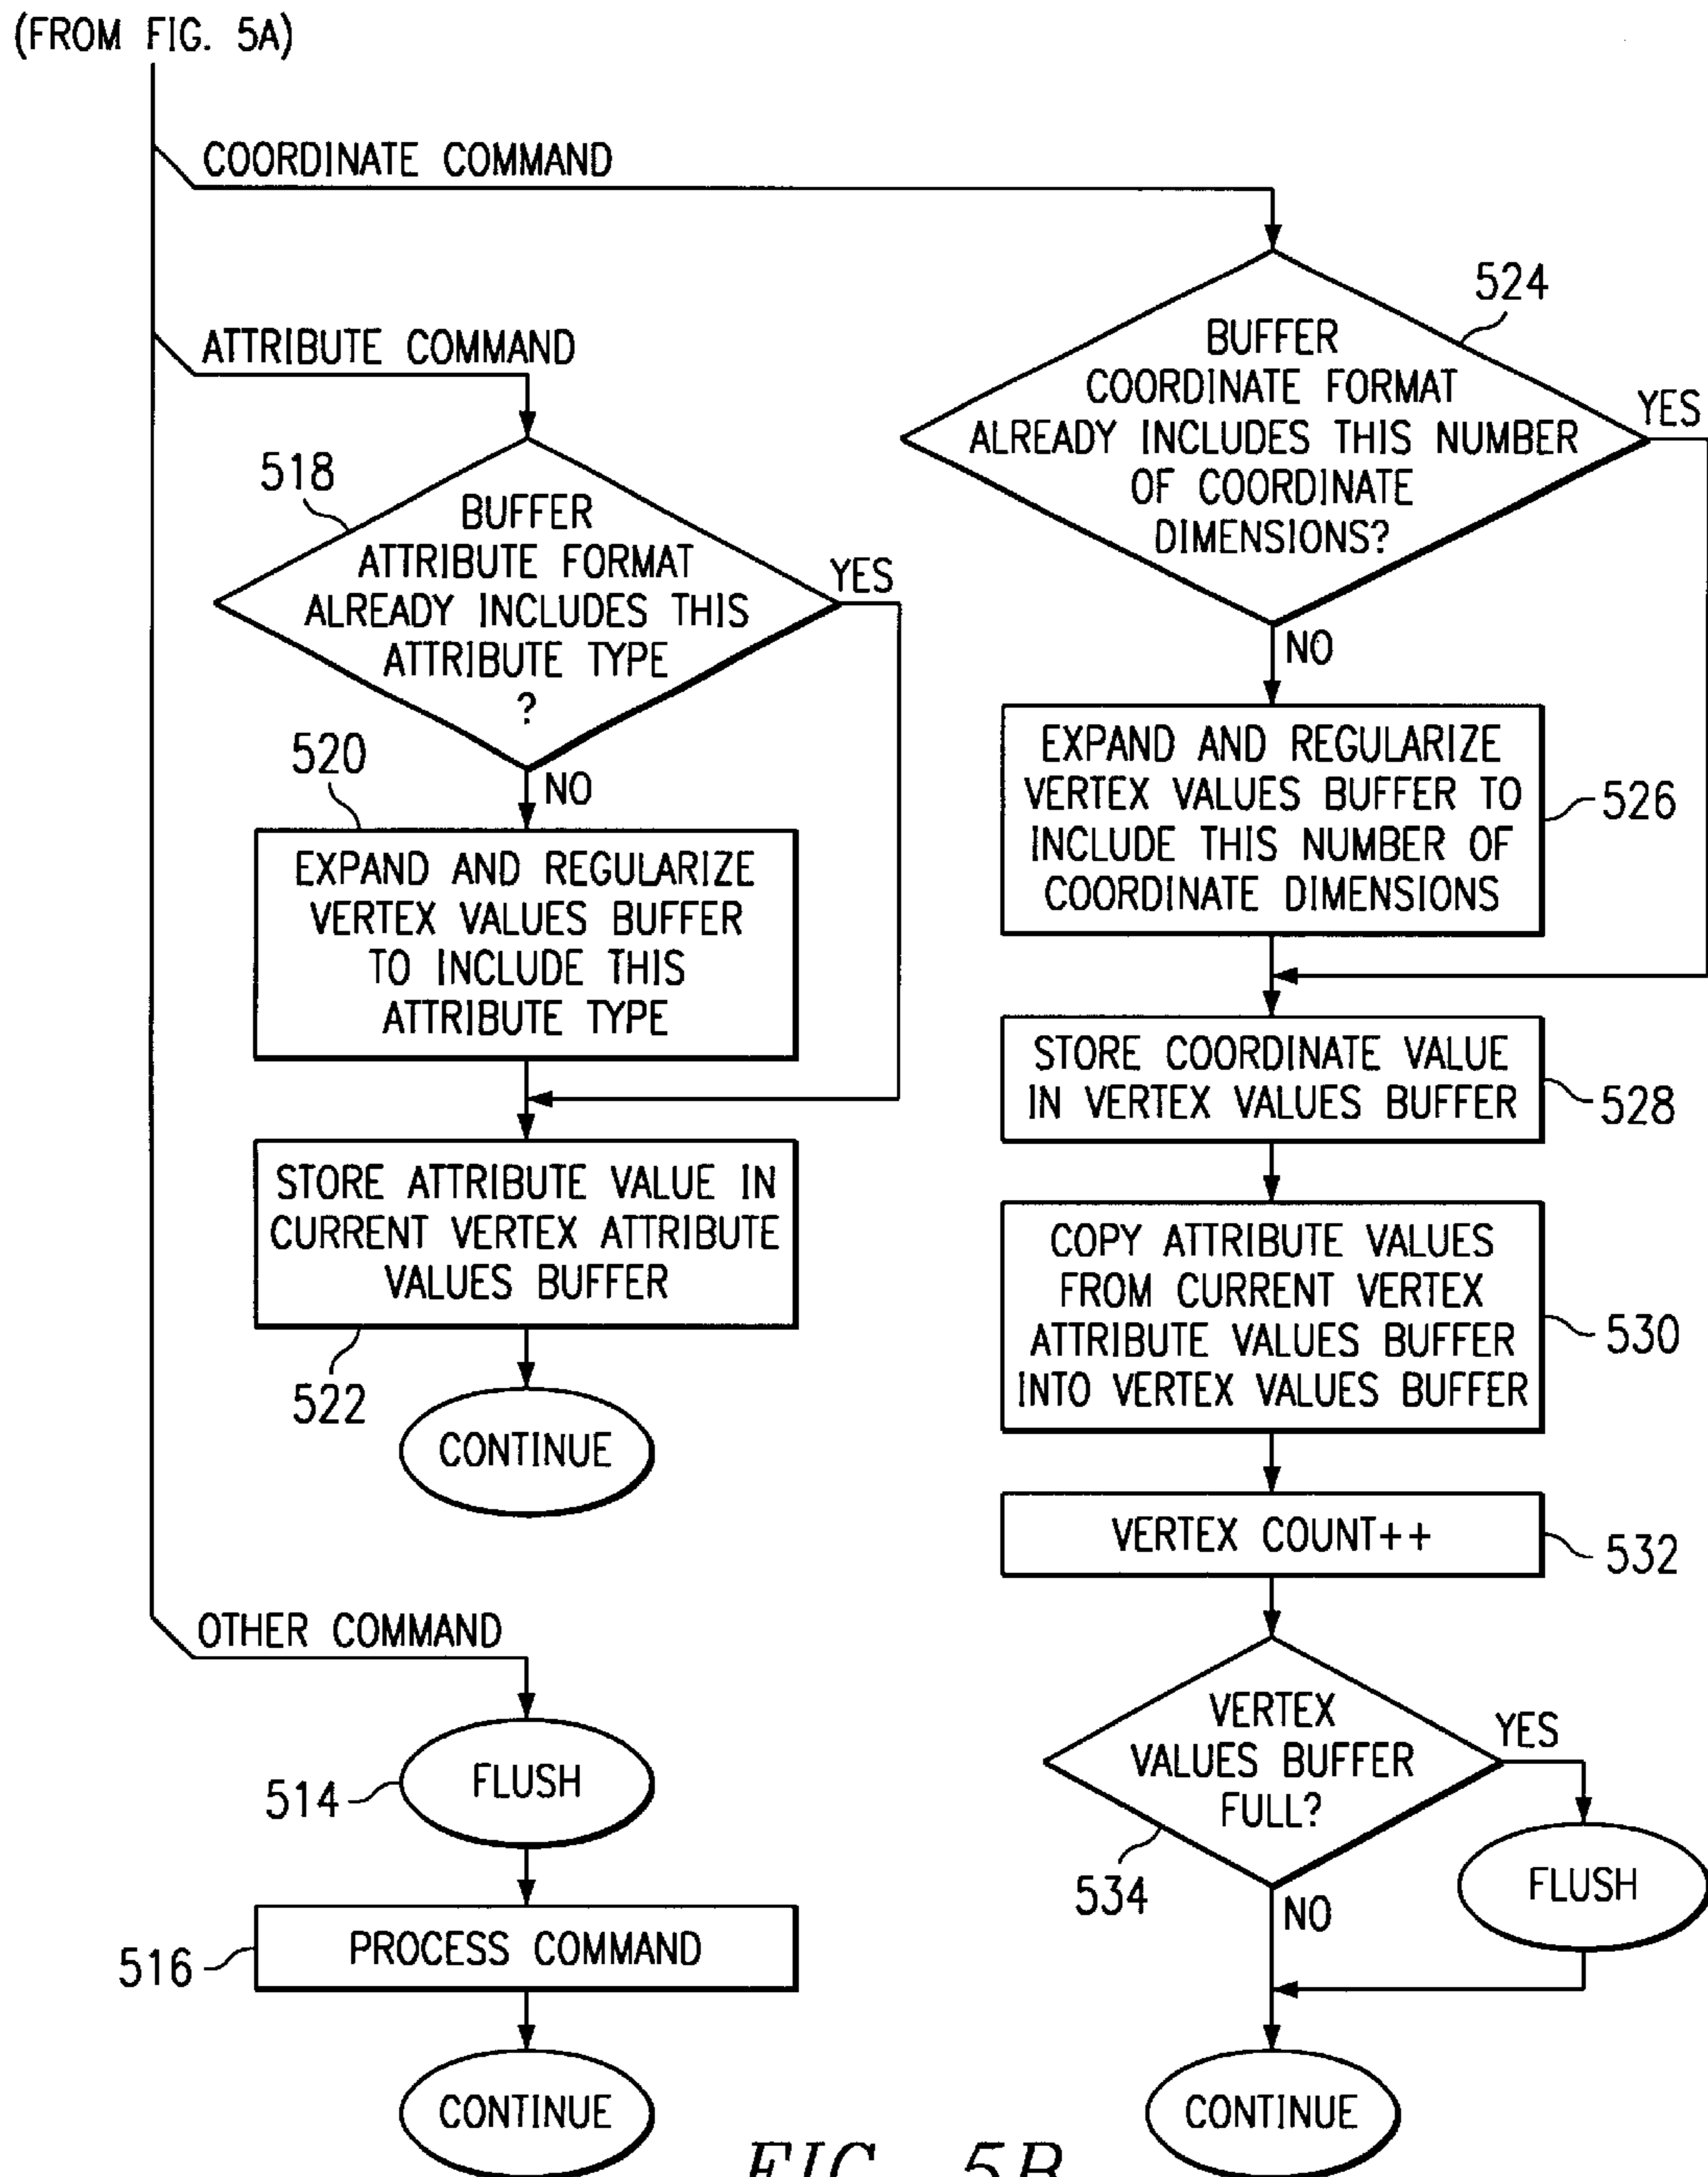 (FROM FIG. 5A)
COORDINATE COMMAND
524
BUFFER
COORDINATE FORMAT
ALREADY INCLUDES THIS NUMBER
OF COORDINATE
DIMENSIONS?
YES
NO
EXPAND AND REGULARIZE
VERTEX VALUES BUFFER TO
INCLUDE THIS NUMBER OF
COORDINATE DIMENSIONS
526
STORE COORDINATE VALUE
IN VERTEX VALUES BUFFER
528
COPY ATTRIBUTE VALUES
FROM CURRENT VERTEX
ATTRIBUTE VALUES BUFFER
INTO VERTEX VALUES BUFFER
530
VERTEX COUNT++
532
VERTEX
VALUES BUFFER
FULL?
534
YES
FLUSH
NO
CONTINUE
ATTRIBUTE COMMAND
518
BUFFER
ATTRIBUTE FORMAT
ALREADY INCLUDES THIS
ATTRIBUTE TYPE
?
YES
NO
520
EXPAND AND REGULARIZE
VERTEX VALUES BUFFER
TO INCLUDE THIS
ATTRIBUTE TYPE
STORE ATTRIBUTE VALUE IN
CURRENT VERTEX ATTRIBUTE
VALUES BUFFER
522
CONTINUE
OTHER COMMAND
514
FLUSH
516
PROCESS COMMAND
CONTINUE
FIG. 5B